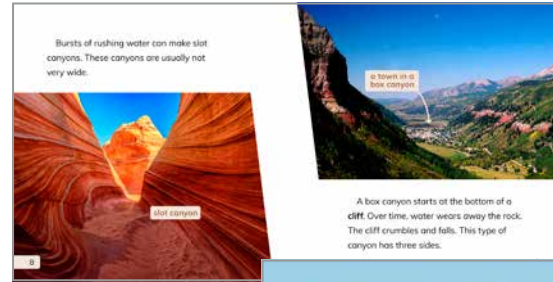 Bursts of rushing water can make slot
canyons. These canyons are usually not
very wide.
slot canyon
8
a town in a
box canyon
A box canyon starts at the bottom of a
cliff. Over time, water wears away the rock.
The cliff crumbles and falls. This type of
canyon has three sides.